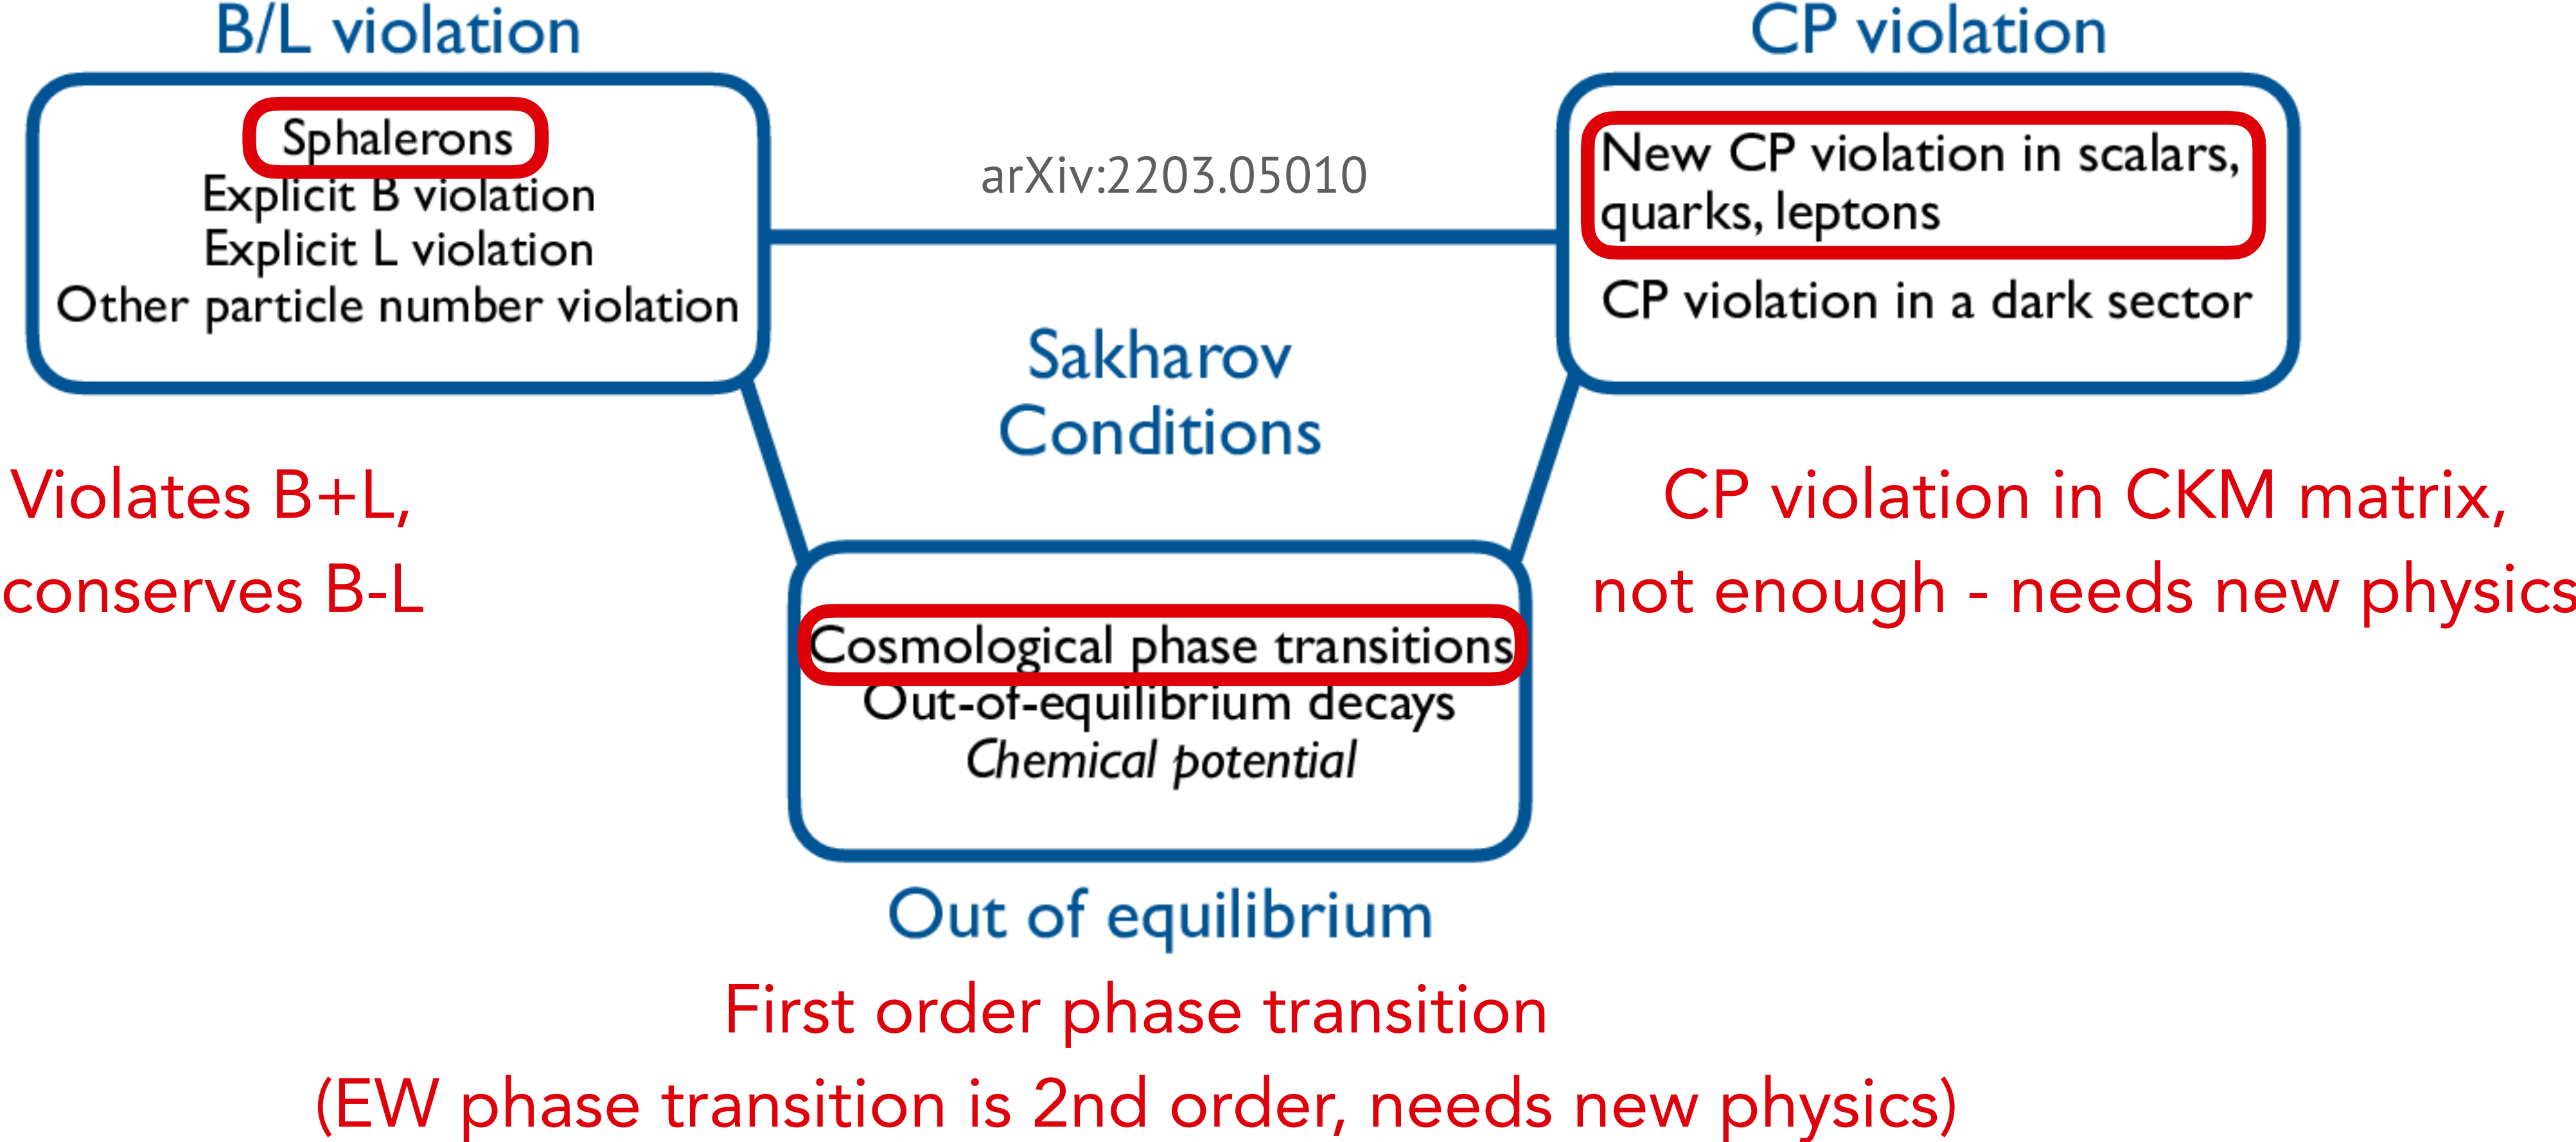 B/L violation
Sphalerons
Explicit B violation
Explicit L violation
Other particle number violation
Violates B+L,
conserves B-L
arXiv:2203.05010
Sakharov
Conditions
CP violation
New CP violation in scalars,
quarks, leptons
CP violation in a dark sector
CP violation in CKM matrix,
not enough - needs new physics
Cosmological phase transitions
Out-of-equilibrium decays
Chemical potential
Out of equilibrium
First order phase transition
(EW phase transition is 2nd order, needs new physics)